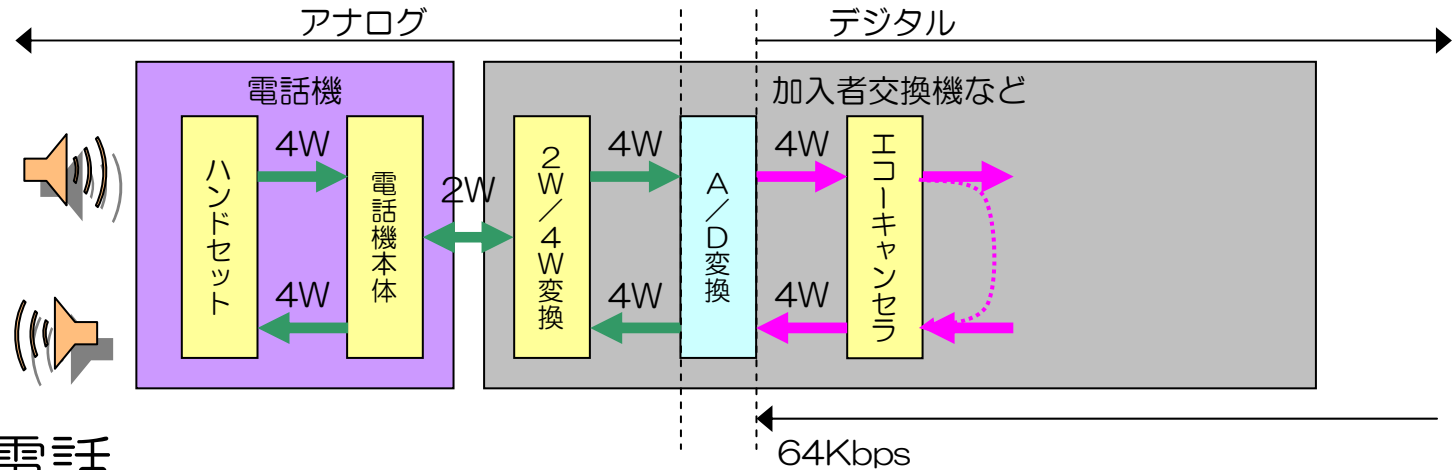 アナログ
デジタル
電話機
加入者交換機など
ハンドセット
4W
4W
電話機本体
2W
2W/4W変換
4W
4W
A/D変換
4W
4W
エコーキャンセラ
64Kbps
電話